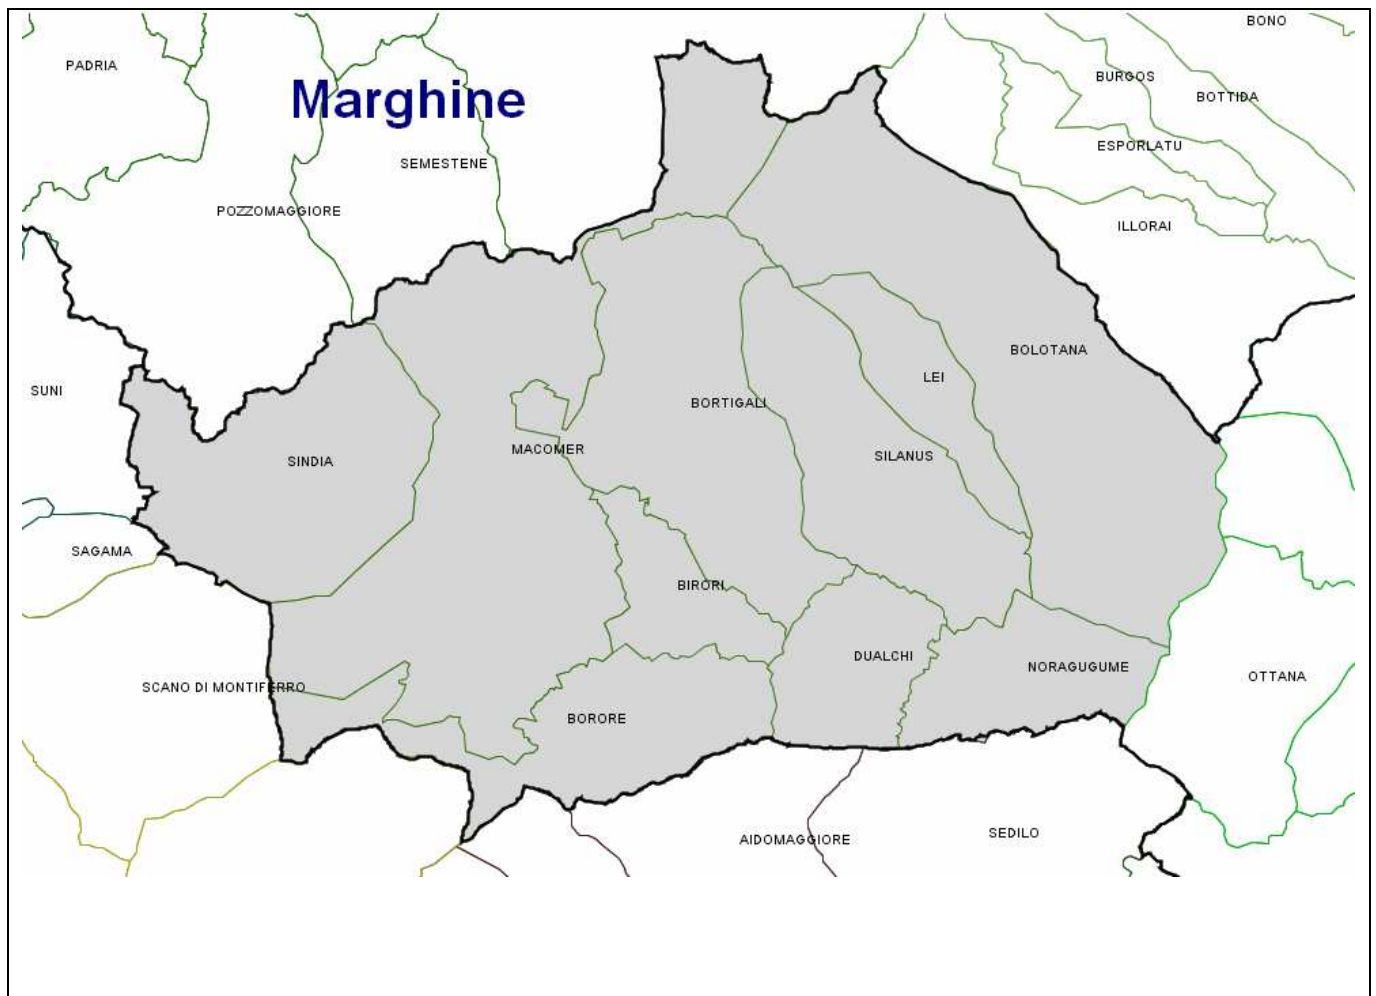 BONO
PADRIA
BURGOS
Marghine
BOTTIDA
ESPORLATU
SEMESTENE
POZZOMAGGIORE
ILLORAI
BOLOTANA
LEI
SUNI
BORTIGALI
MACOMER
SILANUS
SINDIA
SAGAMA
BIRORI
DUALCHI
NORAGUGUME
OTTANA
SCANO DI MONTIFERRO
BORORE
SEDILO
AIDOMAGGIORE